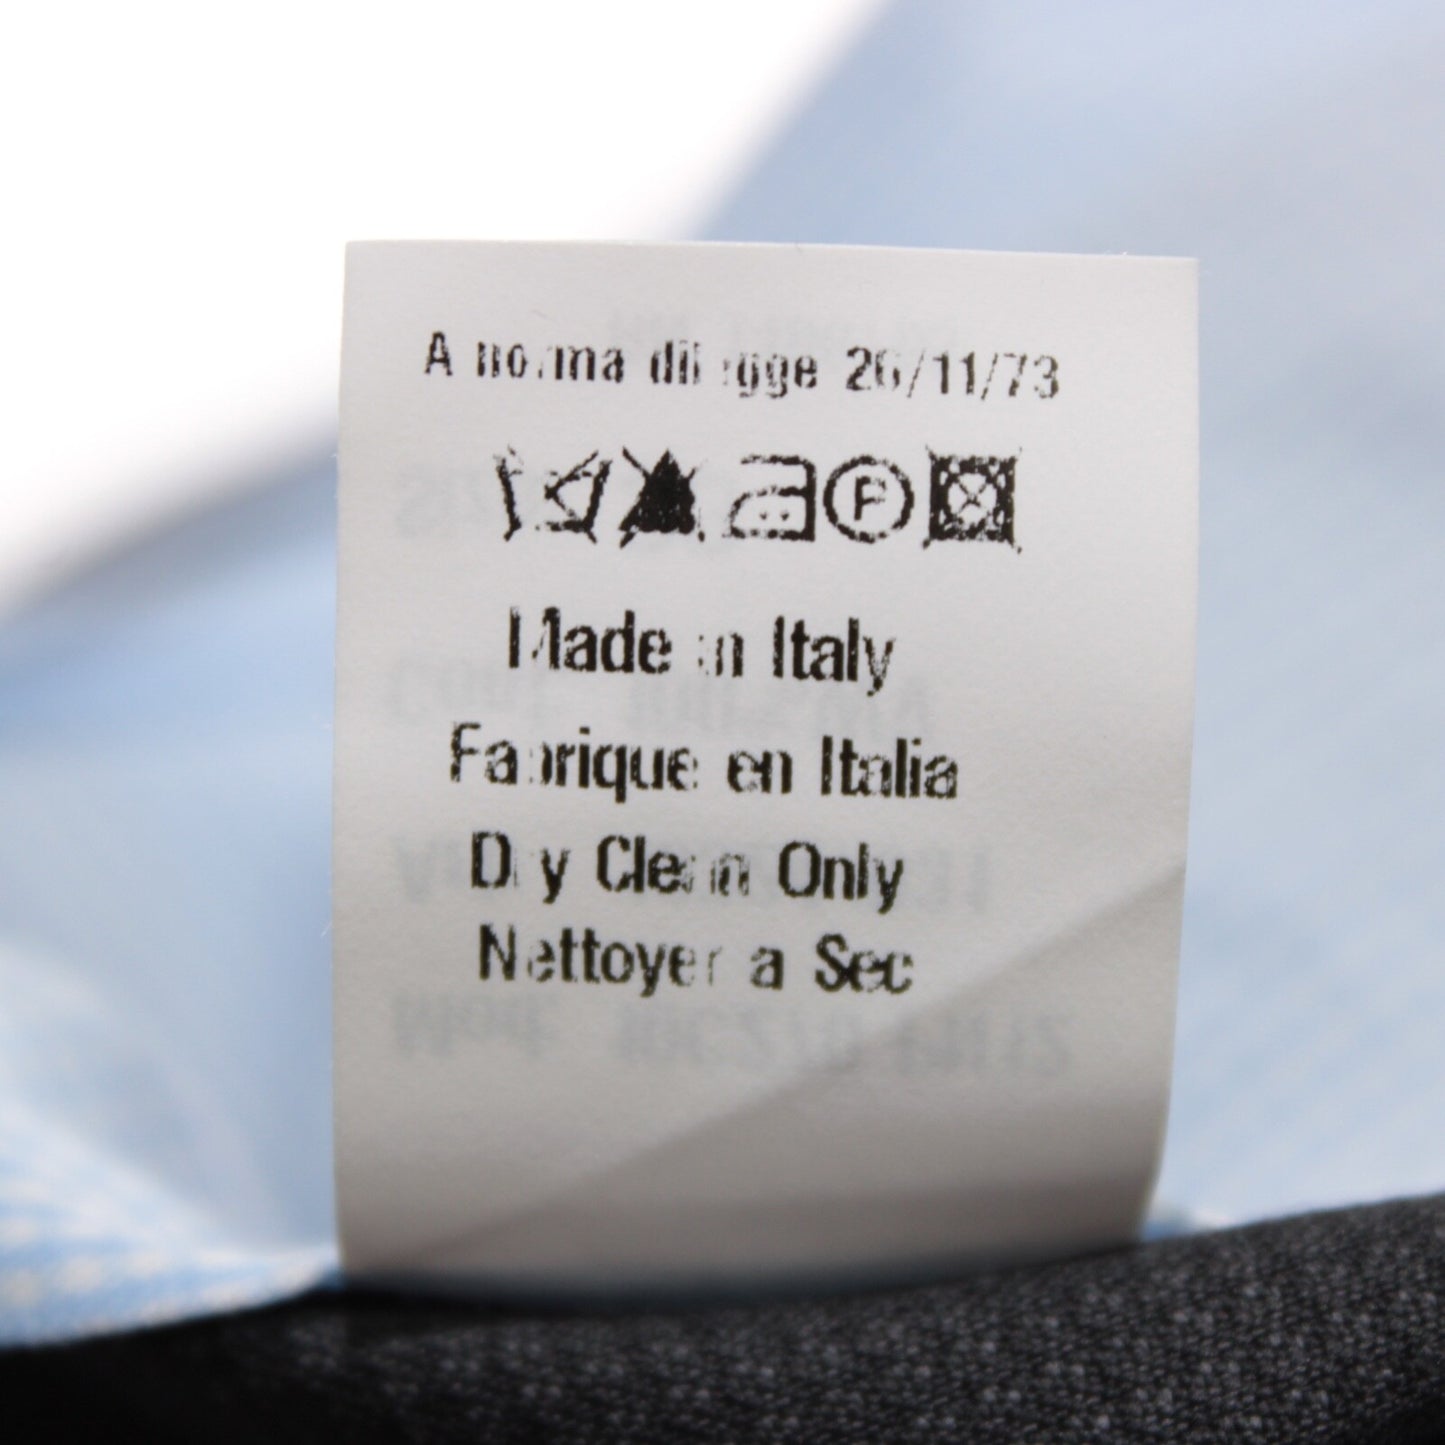 A norma di legge 26/11/73
P
Made in Italy
Fabrique en Italia
Dry Clean Only
Nettoyer a Sec